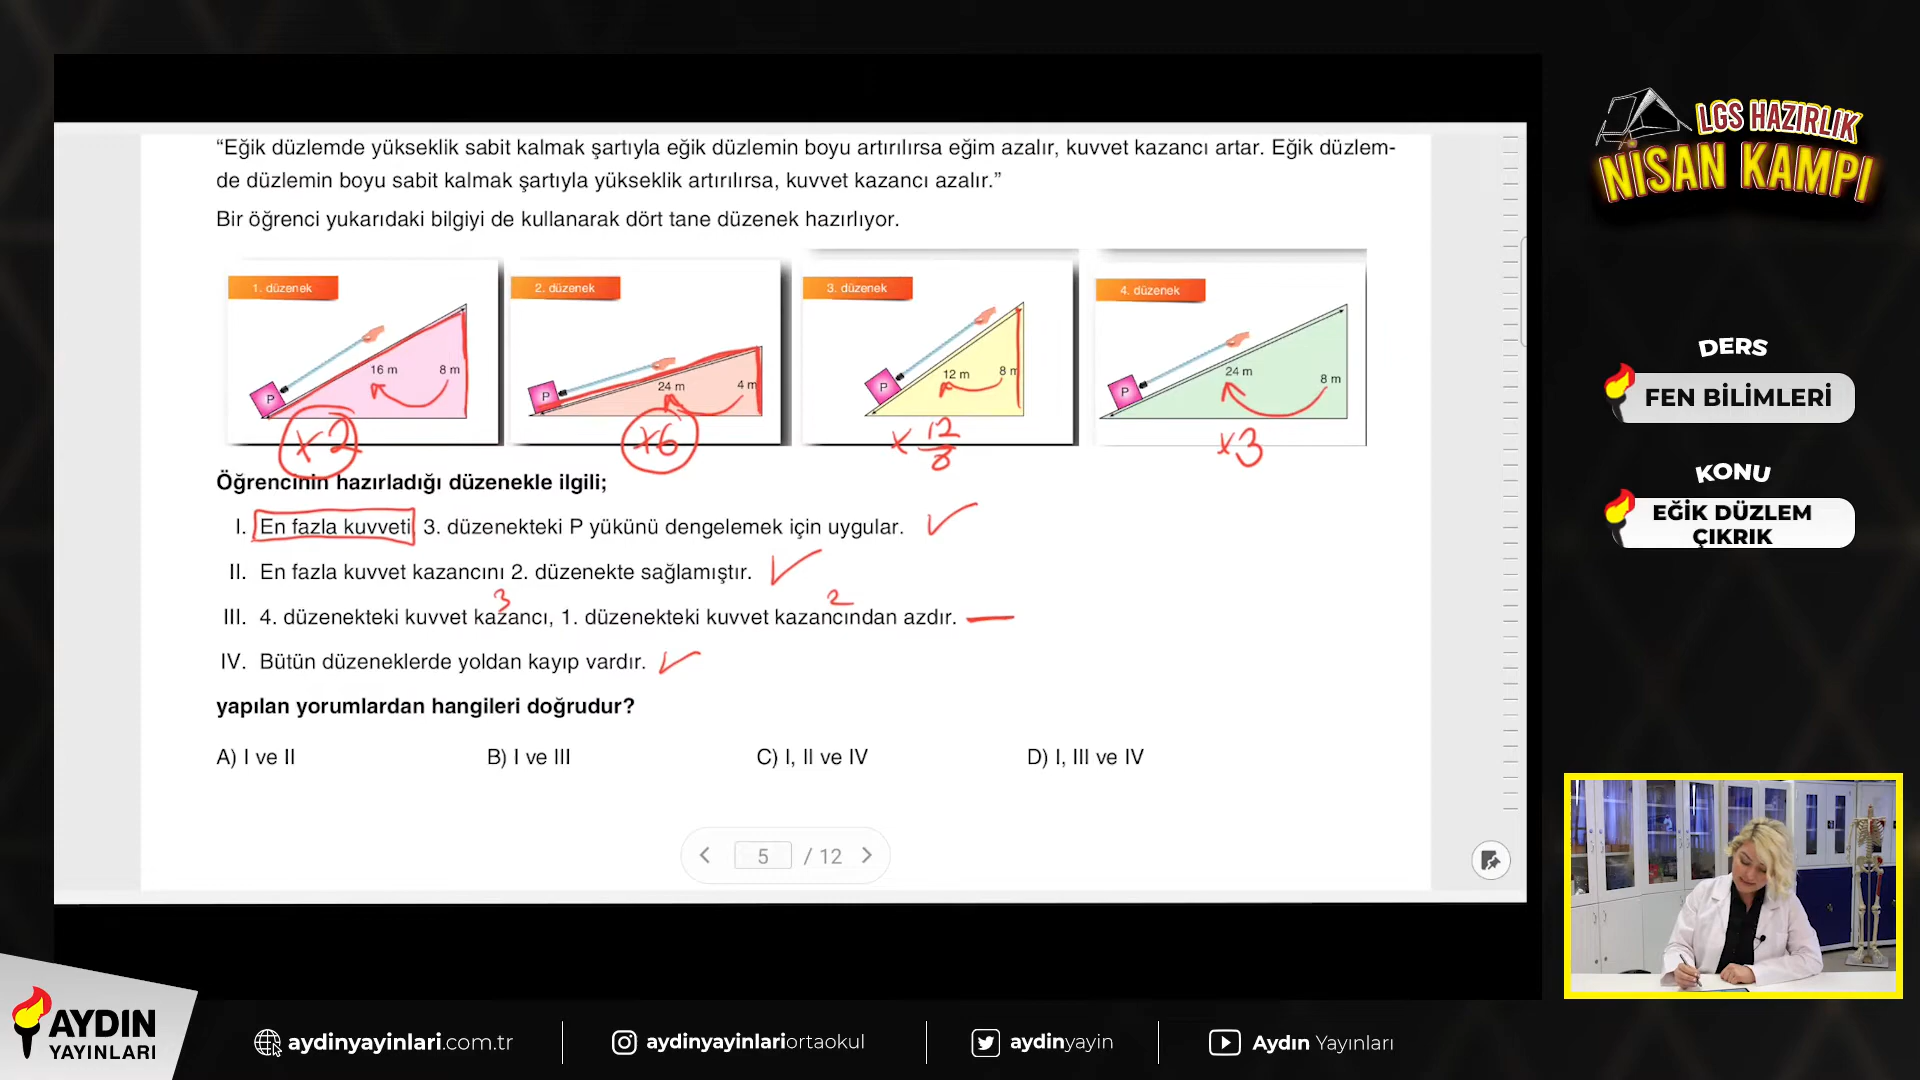 “Eğik düzlemde yükseklik sabit kalmak şartıyla eğik düzlemin boyu artırılırsa eğim azalır, kuvvet kazancı artar. Eğik düzlem-
de düzlemin boyu sabit kalmak şartıyla yükseklik artırılırsa, kuvvet kazancı azalır.”
Bir öğrenci yukarıdaki bilgiyi de kullanarak dört tane düzenek hazırlıyor.
1. düzenek
P
16 m
8 m
x2
2. düzenek
P
24 m
4 m
x6
3. düzenek
P
12 m
8 m
x 12
8
4. düzenek
P
24 m
8 m
x3
Öğrencinin hazırladığı düzenekle ilgili;
I. En fazla kuvveti 3. düzenekteki P yükünü dengelemek için uygular.
II. En fazla kuvvet kazancını 2. düzenekte sağlamıştır.
3 2
III. 4. düzenekteki kuvvet kazancı, 1. düzenekteki kuvvet kazancından azdır.
IV. Bütün düzeneklerde yoldan kayıp vardır.
yapılan yorumlardan hangileri doğrudur?
A) I ve II B) I ve III C) I, II ve IV D) I, III ve IV
5 / 12
LGS HAZIRLIK
NİSAN KAMPI
DERS
FEN BİLİMLERİ
KONU
EĞİK DÜZLEM
ÇIKRIK
AYDIN
YAYINLARI
aydinyayinlari.com.tr
aydinyayinlariortaokul
aydinyayin
Aydın Yayınları